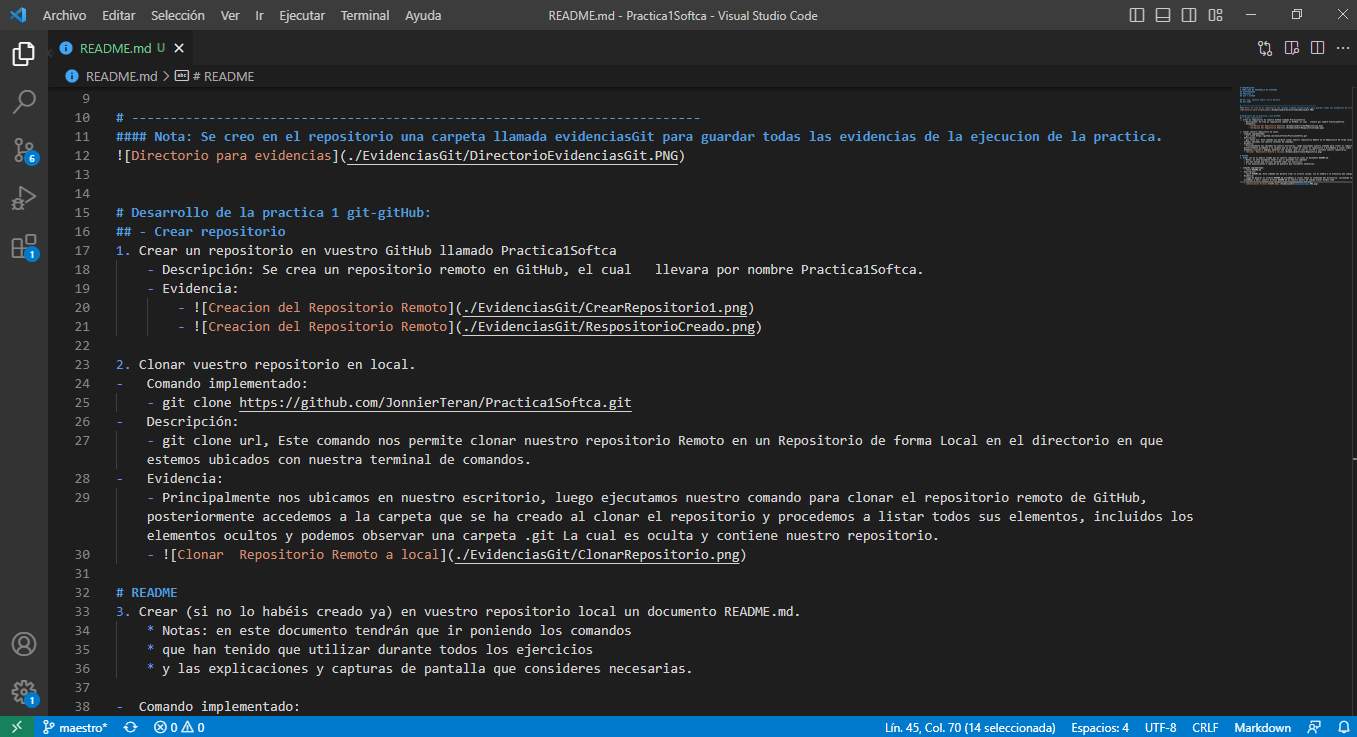 Archivo Editar Selección Ver Ir Ejecutar Terminal Ayuda README.md - Practica1Softca - Visual Studio Code
README.md U
README.md > # README
9
10 # --------------------------------------------------------------------------
11 #### Nota: Se creo en el repositorio una carpeta llamada evidenciasGit para guardar todas las evidencias de la ejecucion de la practica.
12 ![Directorio para evidencias](./EvidenciasGit/DirectorioEvidenciasGit.PNG)
13
14
15 # Desarrollo de la practica 1 git-gitHub:
16 ## - Crear repositorio
17 1. Crear un repositorio en vuestro GitHub llamado Practica1Softca
18 - Descripción: Se crea un repositorio remoto en GitHub, el cual   llevara por nombre Practica1Softca.
19 - Evidencia:
20 - ![Creacion del Repositorio Remoto](./EvidenciasGit/CrearRepositorio1.png)
21 - ![Creacion del Repositorio Remoto](./EvidenciasGit/RespositorioCreado.png)
22
23 2. Clonar vuestro repositorio en local.
24 -   Comando implementado:
25 - git clone https://github.com/JonnierTeran/Practica1Softca.git
26 -   Descripción:
27 - git clone url, Este comando nos permite clonar nuestro repositorio Remoto en un Repositorio de forma Local en el directorio en que
estemos ubicados con nuestra terminal de comandos.
28 -   Evidencia:
29 - Principalmente nos ubicamos en nuestro escritorio, luego ejecutamos nuestro comando para clonar el repositorio remoto de GitHub,
posteriormente accedemos a la carpeta que se ha creado al clonar el repositorio y procedemos a listar todos sus elementos, incluidos los
elementos ocultos y podemos observar una carpeta .git La cual es oculta y contiene nuestro repositorio.
30 - ![Clonar  Repositorio Remoto a local](./EvidenciasGit/ClonarRepositorio.png)
31
32 # README
33 3. Crear (si no lo habéis creado ya) en vuestro repositorio local un documento README.md.
34 * Notas: en este documento tendrán que ir poniendo los comandos
35 * que han tenido que utilizar durante todos los ejercicios
36 * y las explicaciones y capturas de pantalla que consideres necesarias.
37
38 -  Comando implementado:
6
1
1
maestro* 0 0 Lín. 45, Col. 70 (14 seleccionada) Espacios: 4 UTF-8 CRLF Markdown